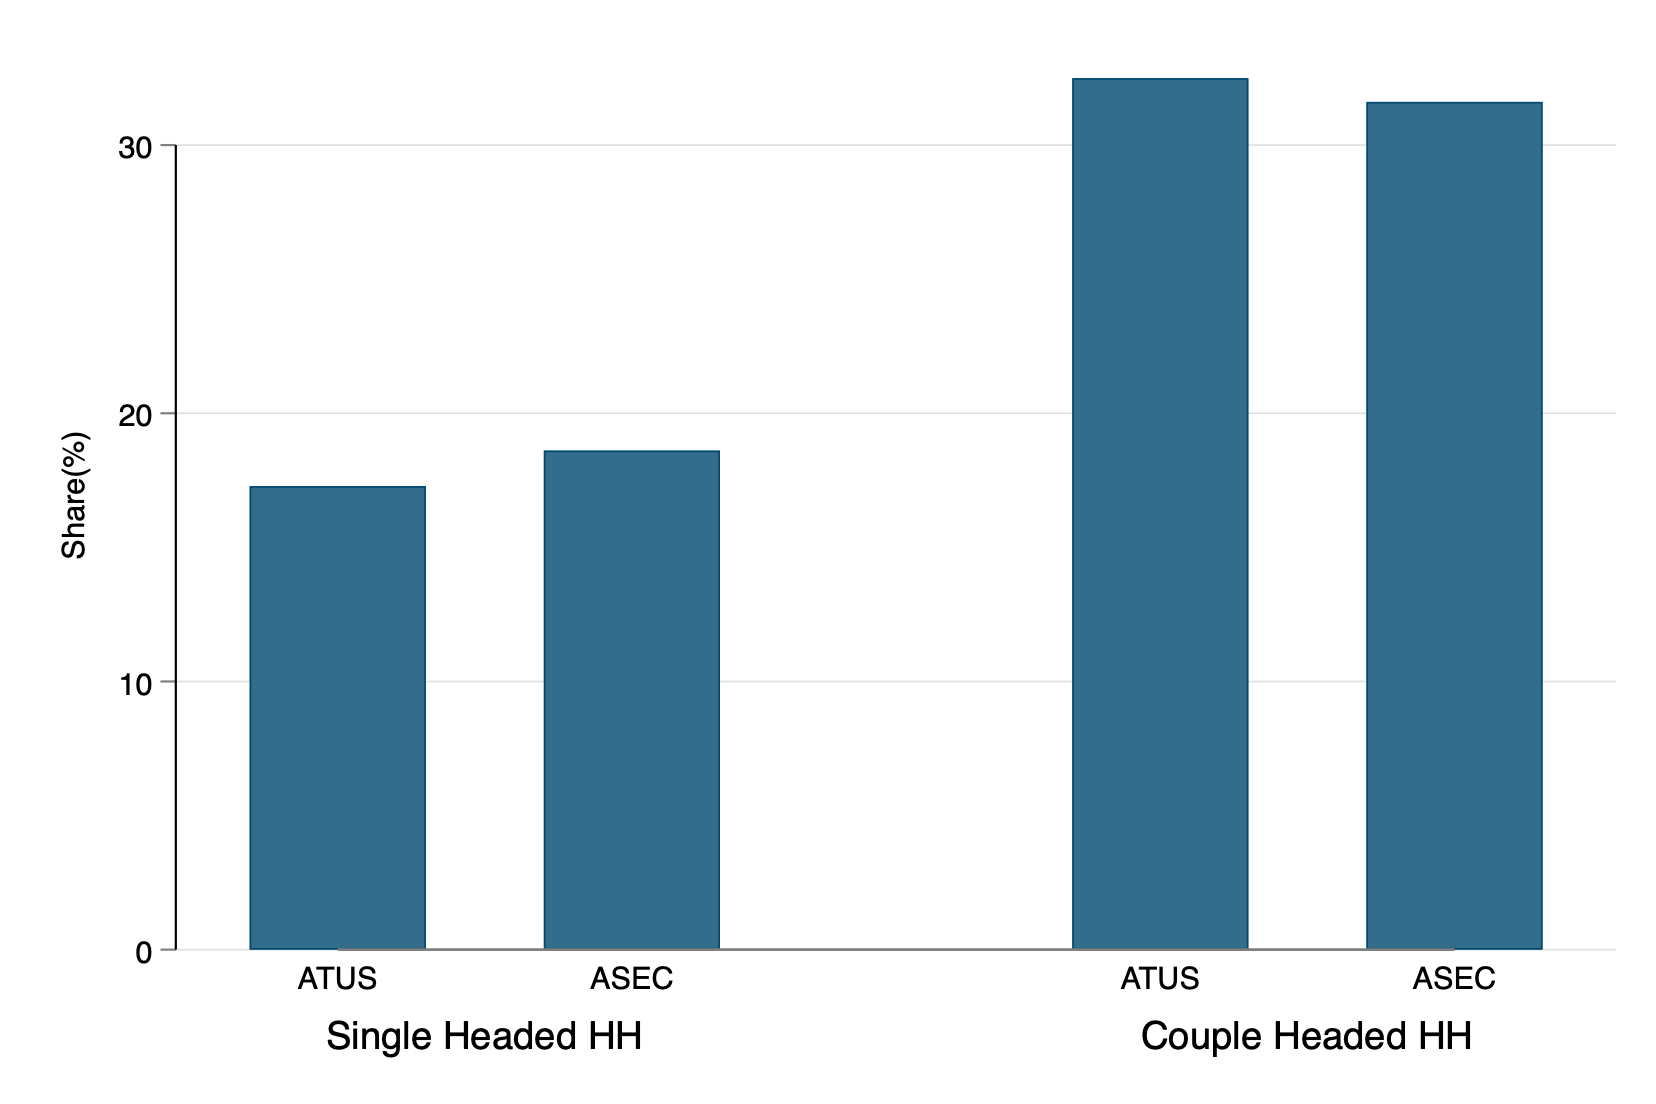 Share(%)
30
20
10
0
ATUS
ASEC
ATUS
ASEC
Single Headed HH
Couple Headed HH